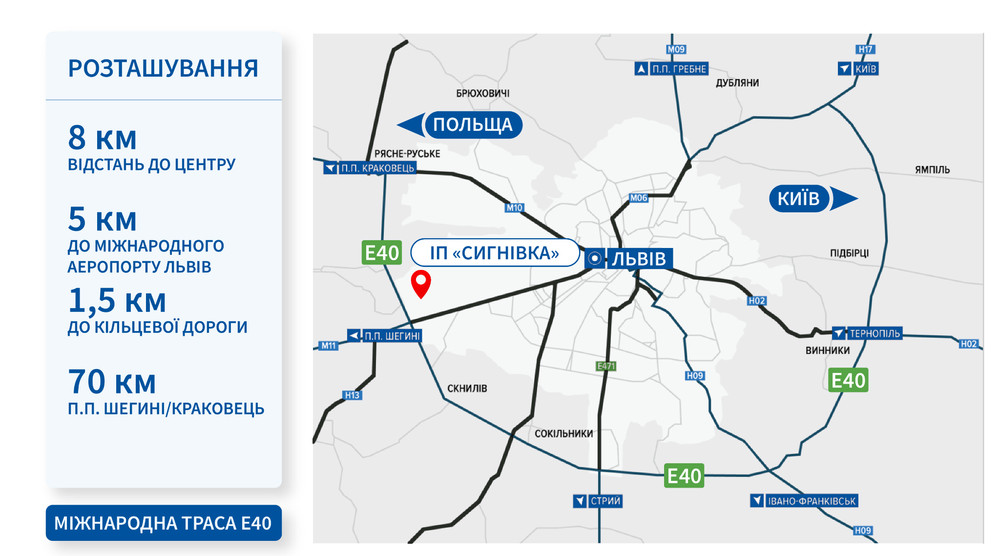 РОЗТАШУВАННЯ
8 км
ВІДСТАНЬ ДО ЦЕНТРУ
5 км
ДО МІЖНАРОДНОГО
АЕРОПОРТУ ЛЬВІВ
1,5 км
ДО КІЛЬЦЕВОЇ ДОРОГИ
70 км
П.П. ШЕГИНІ/КРАКОВЕЦЬ
МІЖНАРОДНА ТРАСА Е40
М09
Н17
П.П. ГРЕБНЕ
КИЇВ
ДУБЛЯНИ
БРЮХОВИЧІ
ПОЛЬЩА
РЯСНЕ-РУСЬКЕ
П.П. КРАКОВЕЦЬ
ЯМПІЛЬ
М06
КИЇВ
М10
Е40
ІП «СИГНІВКА»
ЛЬВІВ
ПІДБІРЦІ
Н02
П.П. ШЕГИНІ
ТЕРНОПІЛЬ
М11
Н02
ВИННИКИ
Е471
Н09
Е40
СКНИЛІВ
Н13
СОКІЛЬНИКИ
Е40
СТРИЙ
ІВАНО-ФРАНКІВСЬК
Н09